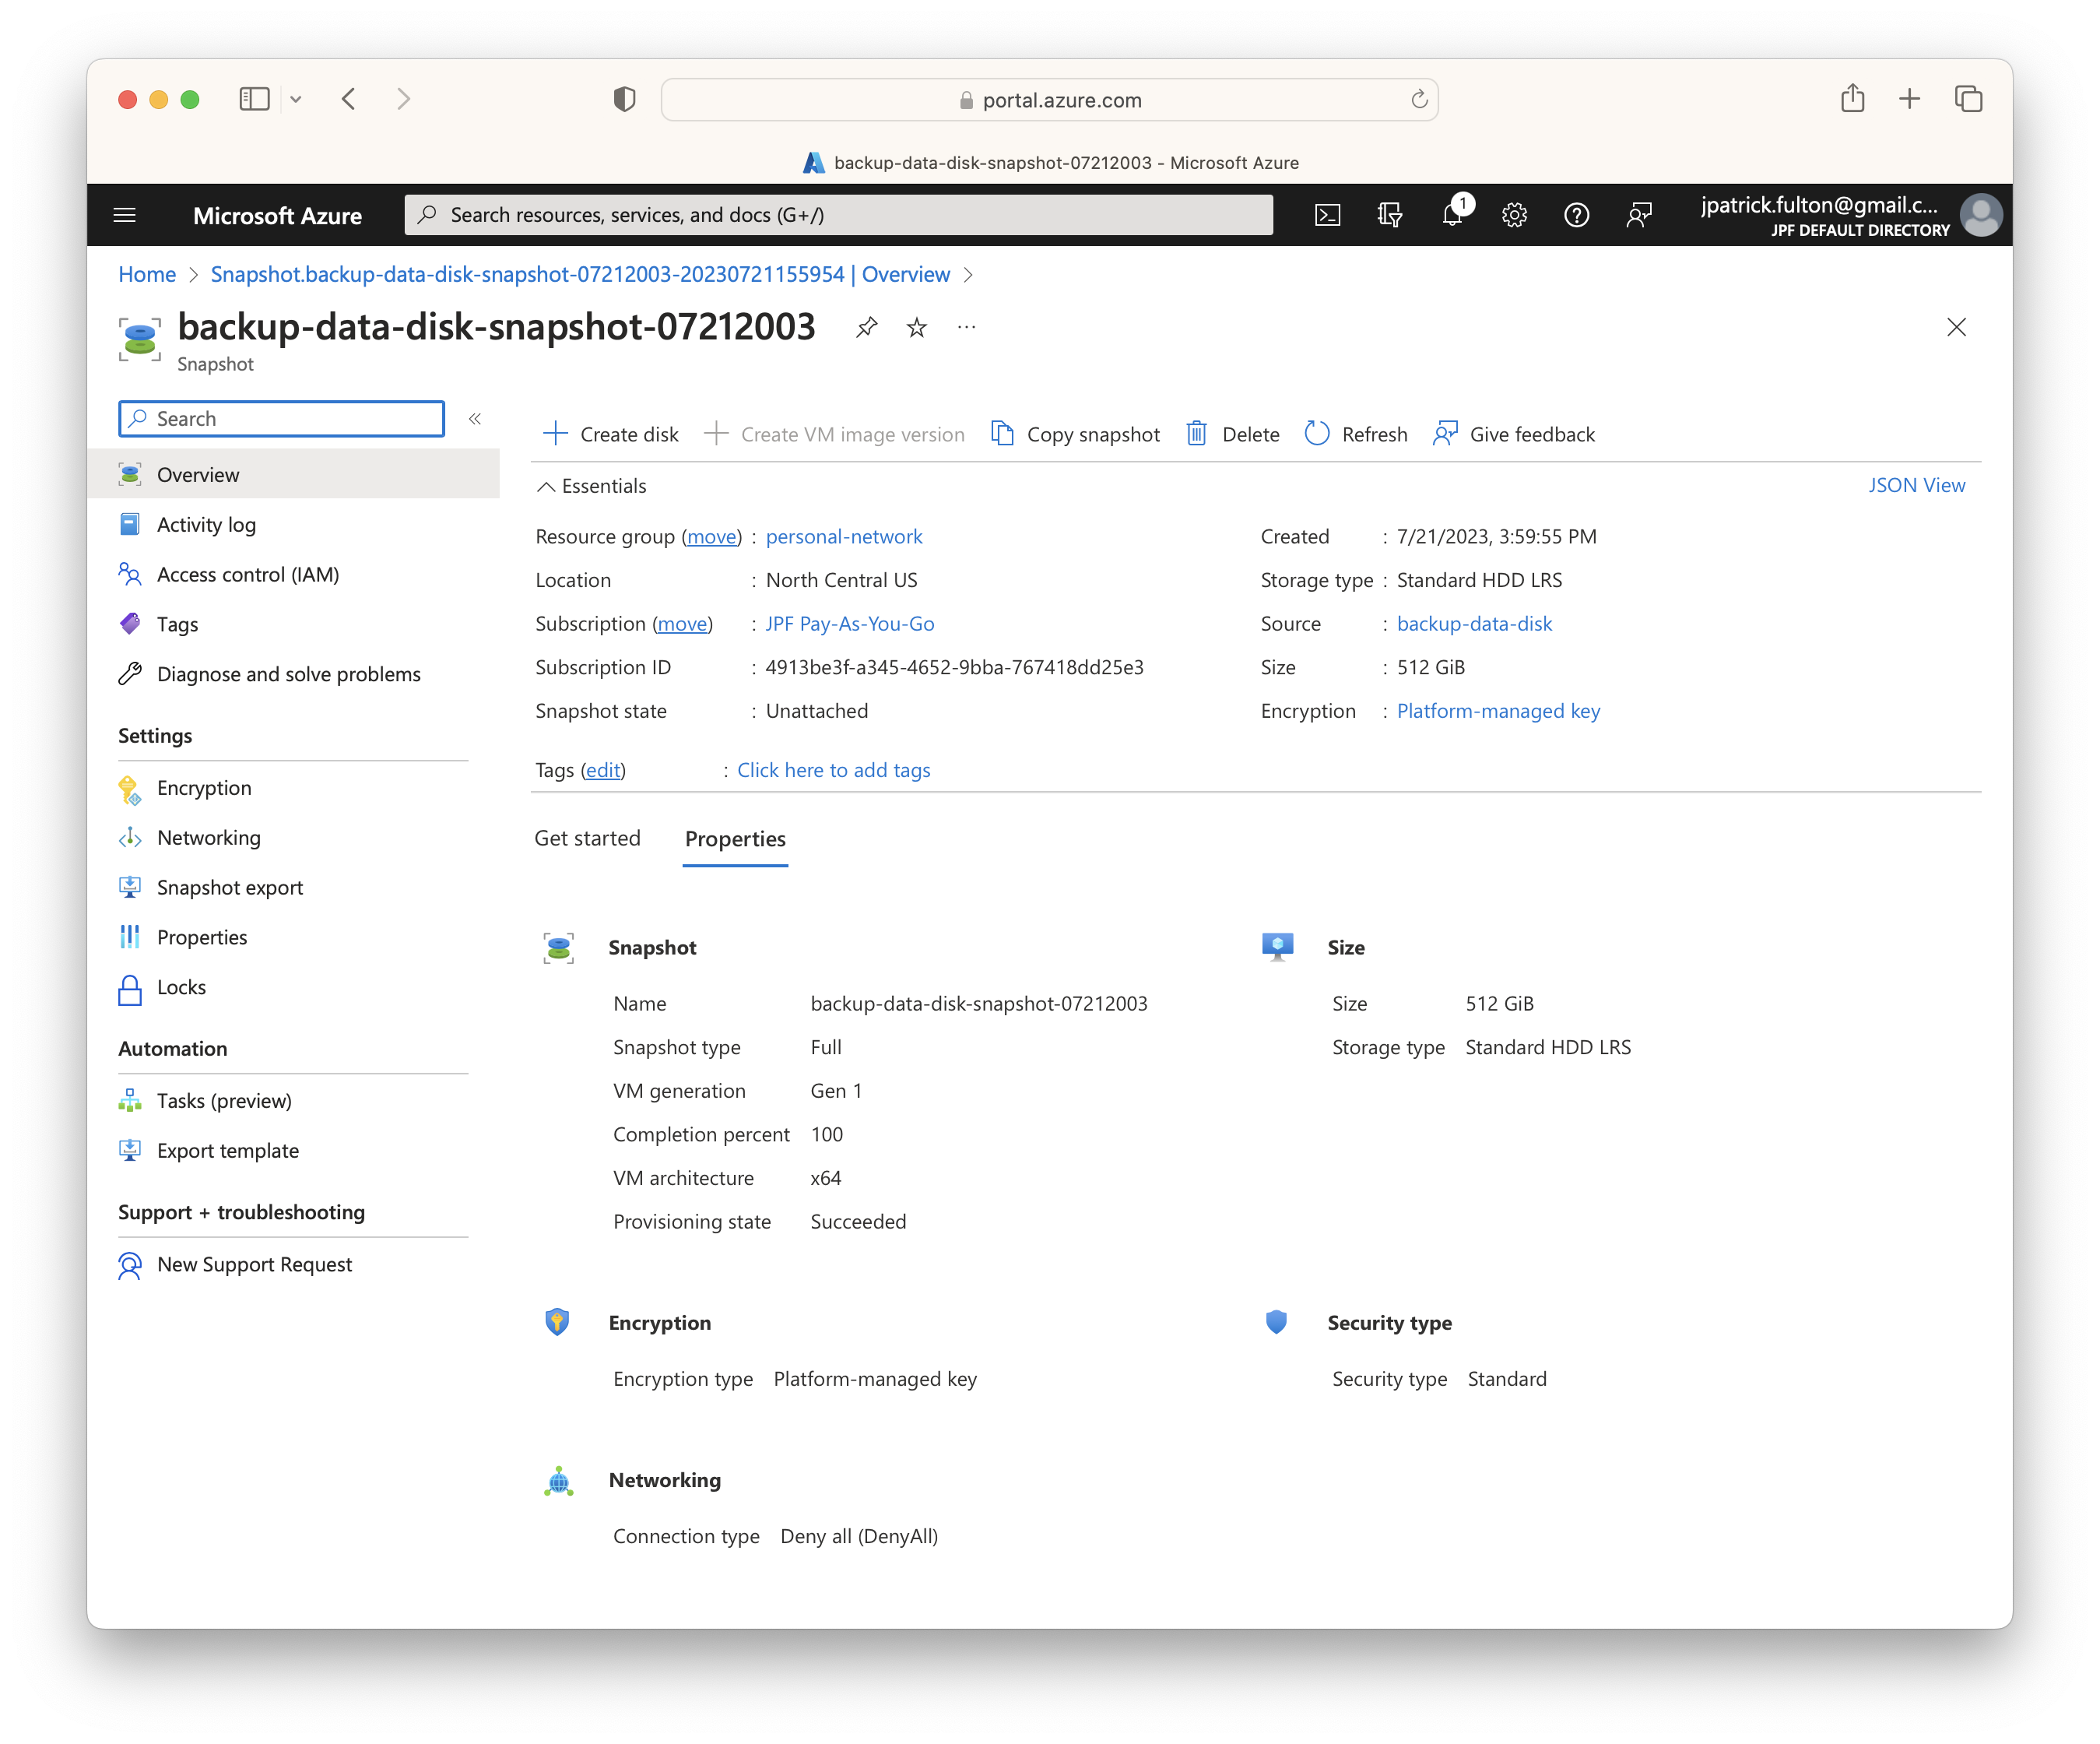 portal.azure.com
backup-data-disk-snapshot-07212003 - Microsoft Azure
Microsoft Azure
Search resources, services, and docs (G+/)
1
jpatrick.fulton@gmail.c...
JPF DEFAULT DIRECTORY
Home > Snapshot.backup-data-disk-snapshot-07212003-20230721155954 | Overview >
backup-data-disk-snapshot-07212003
Snapshot
Search
Overview
Activity log
Access control (IAM)
Tags
Diagnose and solve problems
Settings
Encryption
Networking
Snapshot export
Properties
Locks
Automation
Tasks (preview)
Export template
Support + troubleshooting
New Support Request
Create disk Create VM image version Copy snapshot Delete Refresh Give feedback
Essentials
JSON View
Resource group (move) : personal-network
Location : North Central US
Subscription (move) : JPF Pay-As-You-Go
Subscription ID : 4913be3f-a345-4652-9bba-767418dd25e3
Snapshot state : Unattached
Created : 7/21/2023, 3:59:55 PM
Storage type : Standard HDD LRS
Source : backup-data-disk
Size : 512 GiB
Encryption : Platform-managed key
Tags (edit) : Click here to add tags
Get started Properties
Snapshot
Name backup-data-disk-snapshot-07212003
Snapshot type Full
VM generation Gen 1
Completion percent 100
VM architecture x64
Provisioning state Succeeded
Size
Size 512 GiB
Storage type Standard HDD LRS
Encryption
Encryption type Platform-managed key
Security type
Security type Standard
Networking
Connection type Deny all (DenyAll)